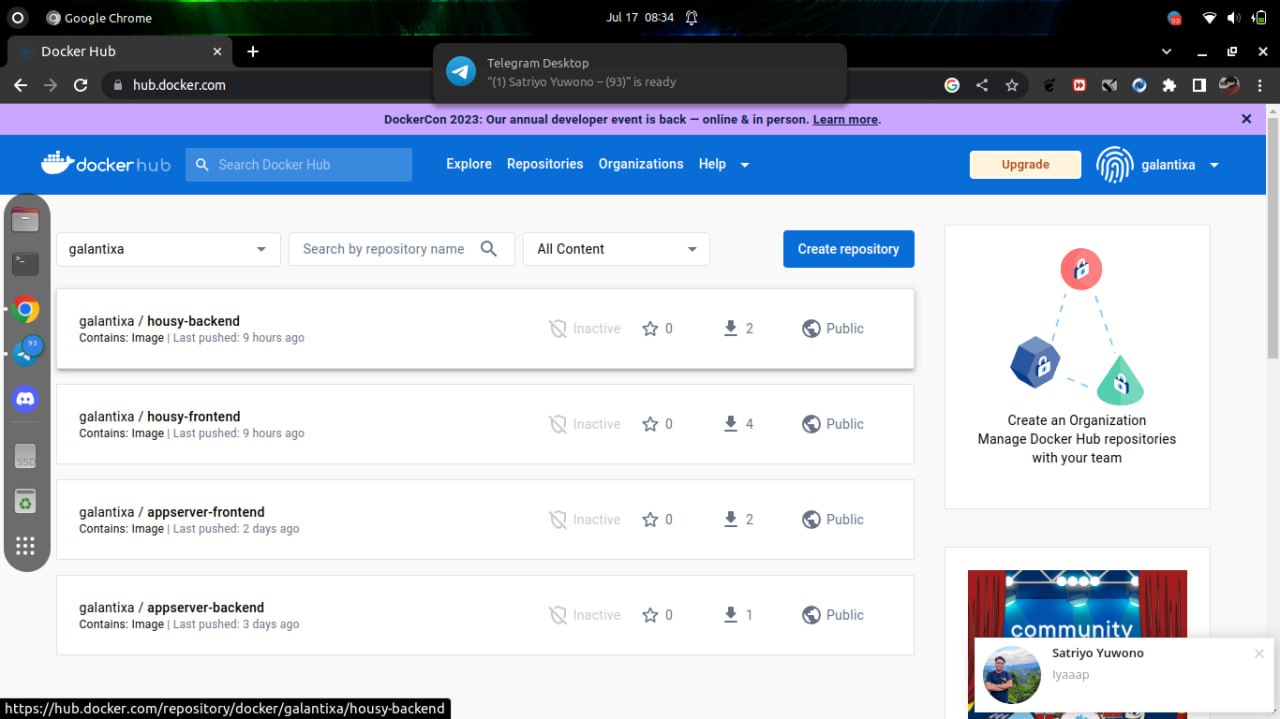 Google Chrome
Jul 17 08:34
93
Docker Hub
Telegram Desktop
"(1) Satriyo Yuwono – (93)" is ready
hub.docker.com
DockerCon 2023: Our annual developer event is back — online & in person. Learn more.
dockerhub
Search Docker Hub
Explore
Repositories
Organizations
Help
Upgrade
galantixa
galantixa
Search by repository name
All Content
Create repository
galantixa / housy-backend
Contains: Image | Last pushed: 9 hours ago
Inactive
0
2
Public
galantixa / housy-frontend
Contains: Image | Last pushed: 9 hours ago
Inactive
0
4
Public
galantixa / appserver-frontend
Contains: Image | Last pushed: 2 days ago
Inactive
0
2
Public
galantixa / appserver-backend
Contains: Image | Last pushed: 3 days ago
Inactive
0
1
Public
93
SSD
Create an Organization
Manage Docker Hub repositories
with your team
community
Satriyo Yuwono
Iyaaap
https://hub.docker.com/repository/docker/galantixa/housy-backend